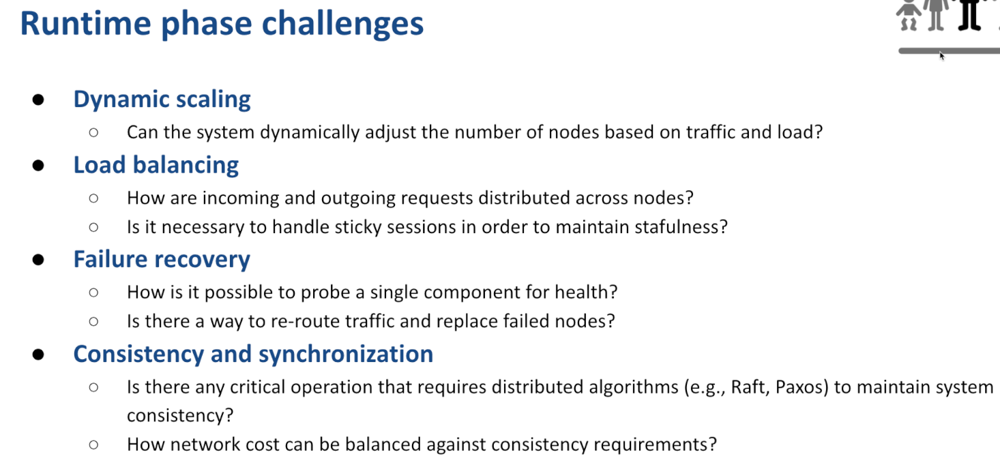 Runtime phase challenges
● Dynamic scaling
○ Can the system dynamically adjust the number of nodes based on traffic and load?
● Load balancing
○ How are incoming and outgoing requests distributed across nodes?
○ Is it necessary to handle sticky sessions in order to maintain stafulness?
● Failure recovery
○ How is it possible to probe a single component for health?
○ Is there a way to re-route traffic and replace failed nodes?
● Consistency and synchronization
○ Is there any critical operation that requires distributed algorithms (e.g., Raft, Paxos) to maintain system
consistency?
○ How network cost can be balanced against consistency requirements?